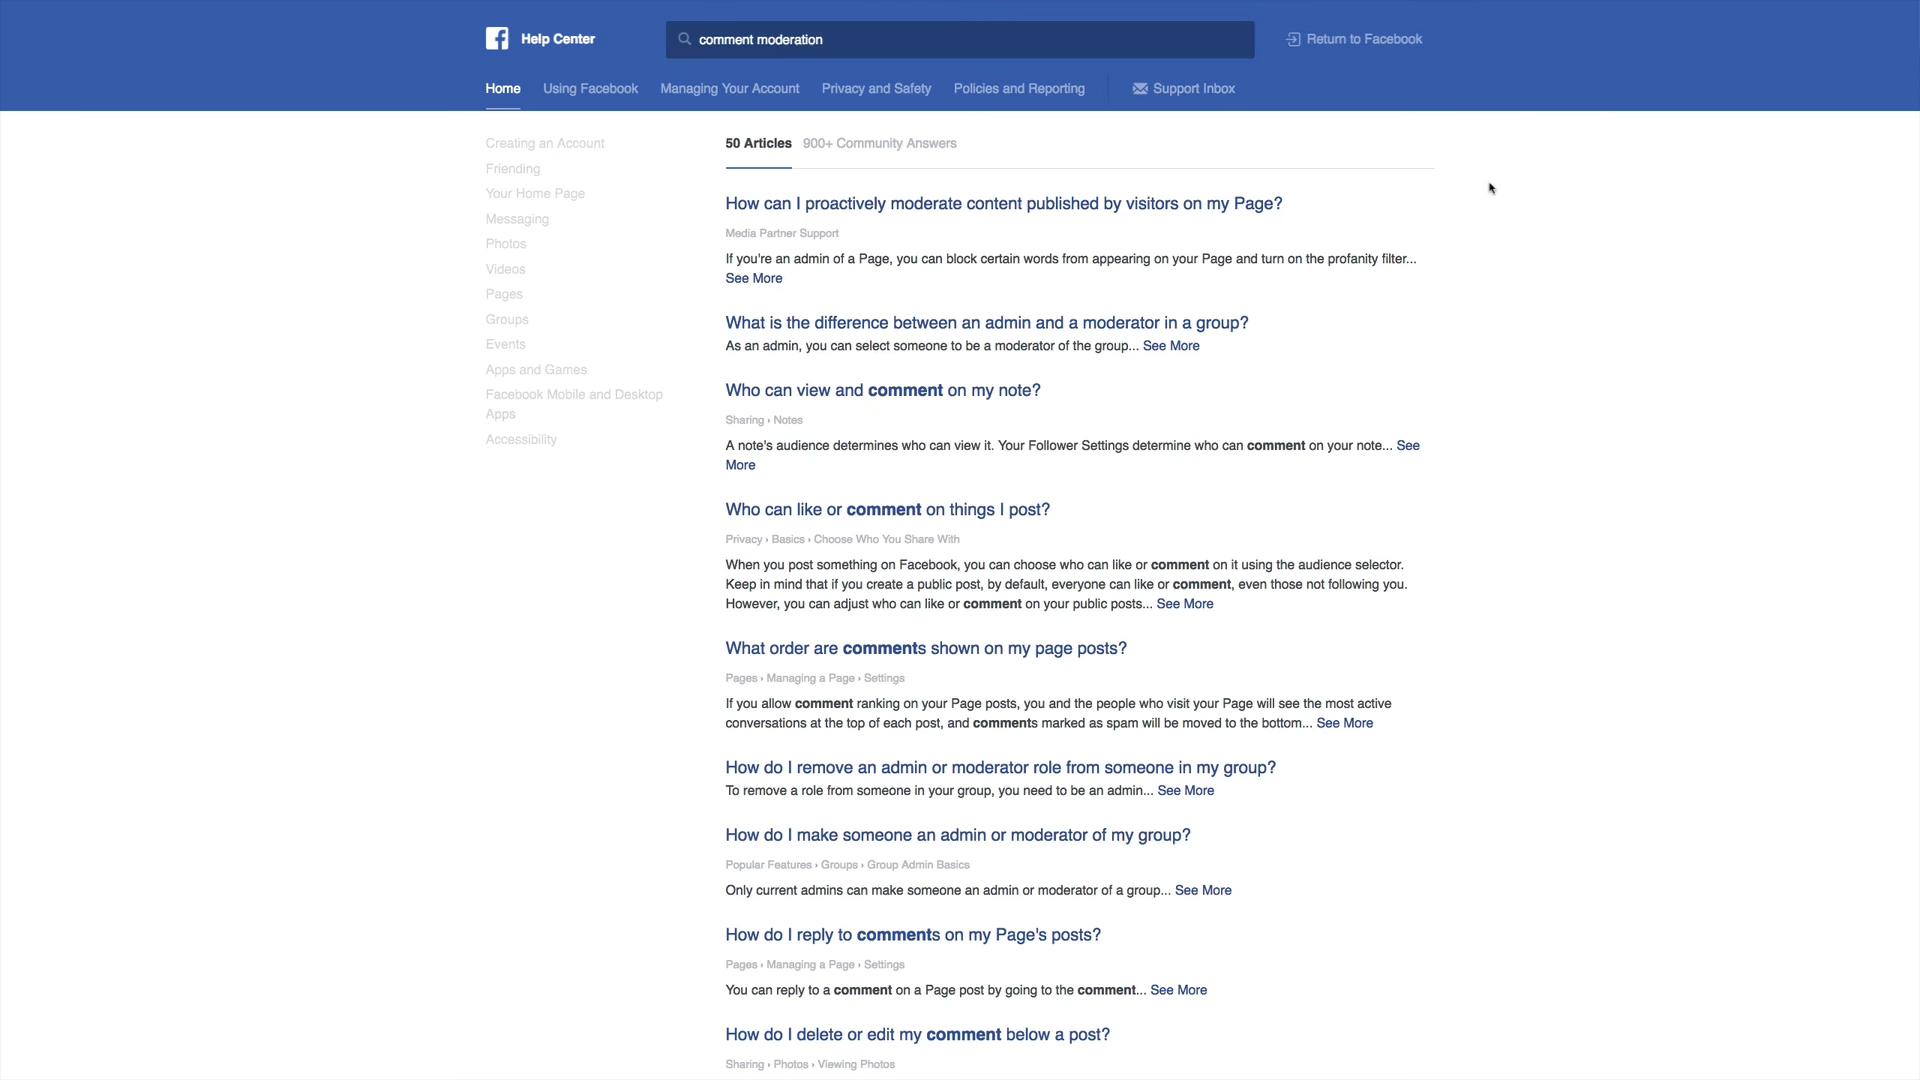 Help Center
comment moderation
Return to Facebook
Home
Using Facebook
Managing Your Account
Privacy and Safety
Policies and Reporting
Support Inbox
Creating an Account
Friending
Your Home Page
Messaging
Photos
Videos
Pages
Groups
Events
Apps and Games
Facebook Mobile and Desktop
Apps
Accessibility
50 Articles
900+ Community Answers
How can I proactively moderate content published by visitors on my Page?
Media Partner Support
If you're an admin of a Page, you can block certain words from appearing on your Page and turn on the profanity filter...
See More
What is the difference between an admin and a moderator in a group?
As an admin, you can select someone to be a moderator of the group... See More
Who can view and comment on my note?
Sharing › Notes
A note's audience determines who can view it. Your Follower Settings determine who can comment on your note... See
More
Who can like or comment on things I post?
Privacy › Basics › Choose Who You Share With
When you post something on Facebook, you can choose who can like or comment on it using the audience selector.
Keep in mind that if you create a public post, by default, everyone can like or comment, even those not following you.
However, you can adjust who can like or comment on your public posts... See More
What order are comments shown on my page posts?
Pages › Managing a Page › Settings
If you allow comment ranking on your Page posts, you and the people who visit your Page will see the most active
conversations at the top of each post, and comments marked as spam will be moved to the bottom... See More
How do I remove an admin or moderator role from someone in my group?
To remove a role from someone in your group, you need to be an admin... See More
How do I make someone an admin or moderator of my group?
Popular Features › Groups › Group Admin Basics
Only current admins can make someone an admin or moderator of a group... See More
How do I reply to comments on my Page's posts?
Pages › Managing a Page › Settings
You can reply to a comment on a Page post by going to the comment... See More
How do I delete or edit my comment below a post?
Sharing › Photos › Viewing Photos